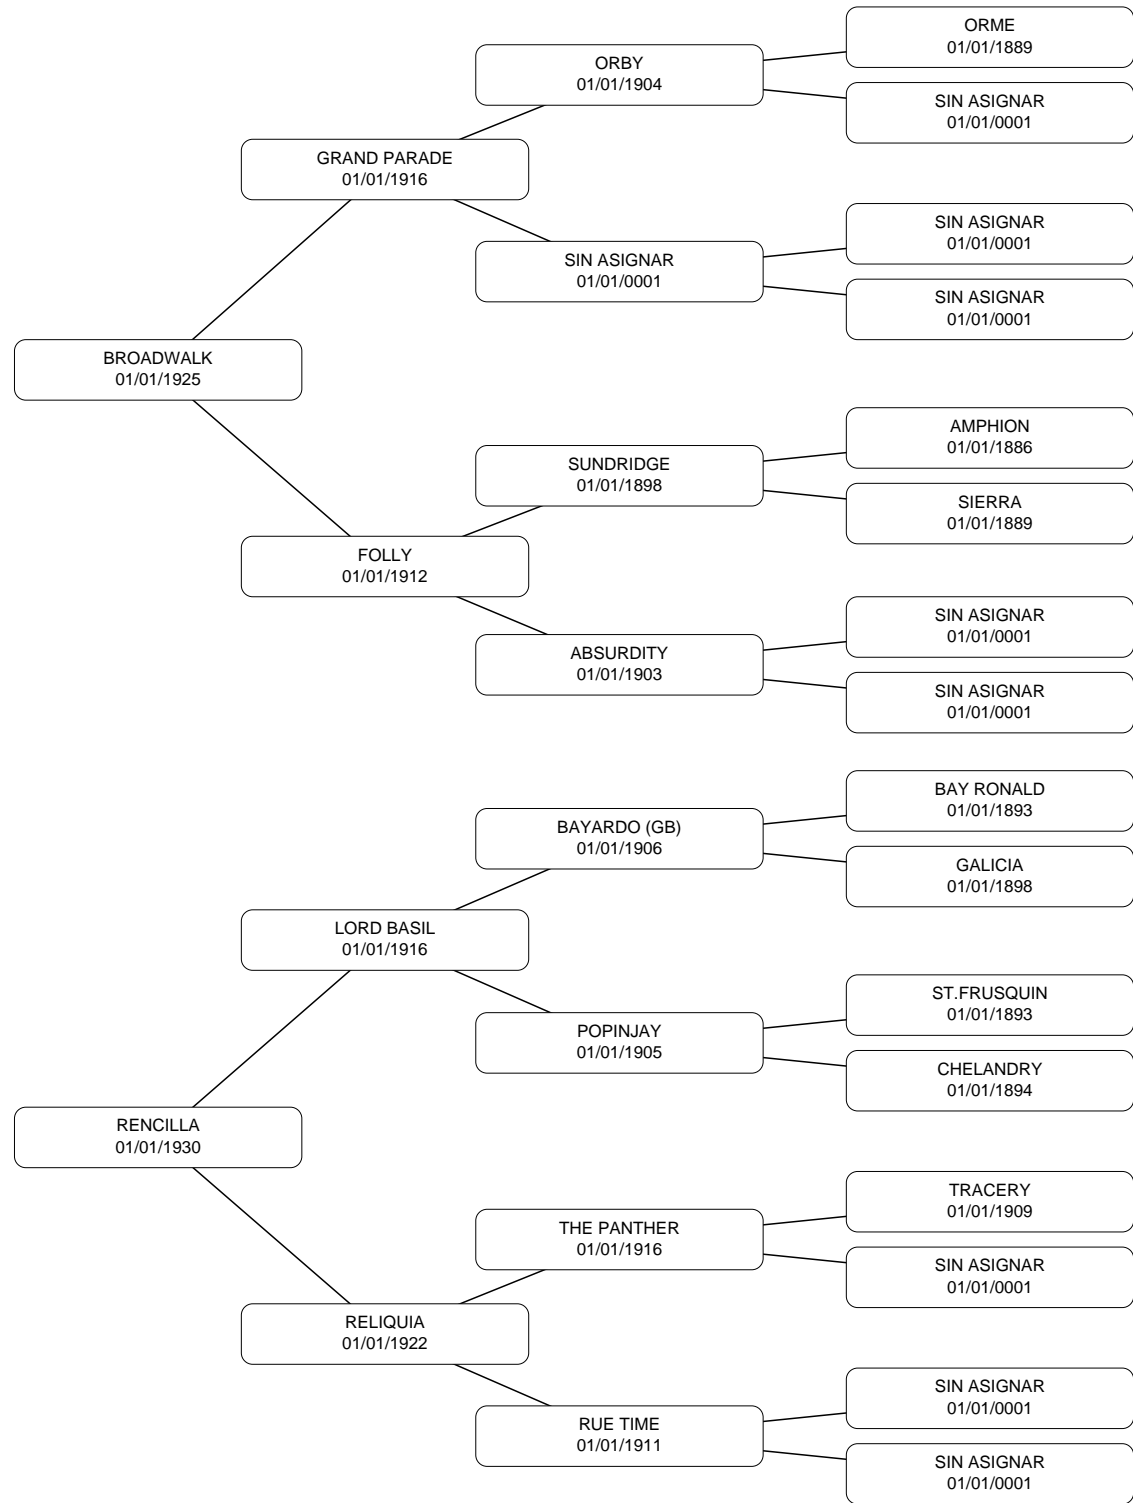 ORME
01/01/1889
ORBY
01/01/1904
SIN ASIGNAR
01/01/0001
GRAND PARADE
01/01/1916
SIN ASIGNAR
01/01/0001
SIN ASIGNAR
01/01/0001
SIN ASIGNAR
01/01/0001
BROADWALK
01/01/1925
AMPHION
01/01/1886
SUNDRIDGE
01/01/1898
SIERRA
01/01/1889
FOLLY
01/01/1912
SIN ASIGNAR
01/01/0001
ABSURDITY
01/01/1903
SIN ASIGNAR
01/01/0001
BAY RONALD
01/01/1893
BAYARDO (GB)
01/01/1906
GALICIA
01/01/1898
LORD BASIL
01/01/1916
ST.FRUSQUIN
01/01/1893
POPINJAY
01/01/1905
CHELANDRY
01/01/1894
RENCILLA
01/01/1930
TRACERY
01/01/1909
THE PANTHER
01/01/1916
SIN ASIGNAR
01/01/0001
RELIQUIA
01/01/1922
SIN ASIGNAR
01/01/0001
RUE TIME
01/01/1911
SIN ASIGNAR
01/01/0001